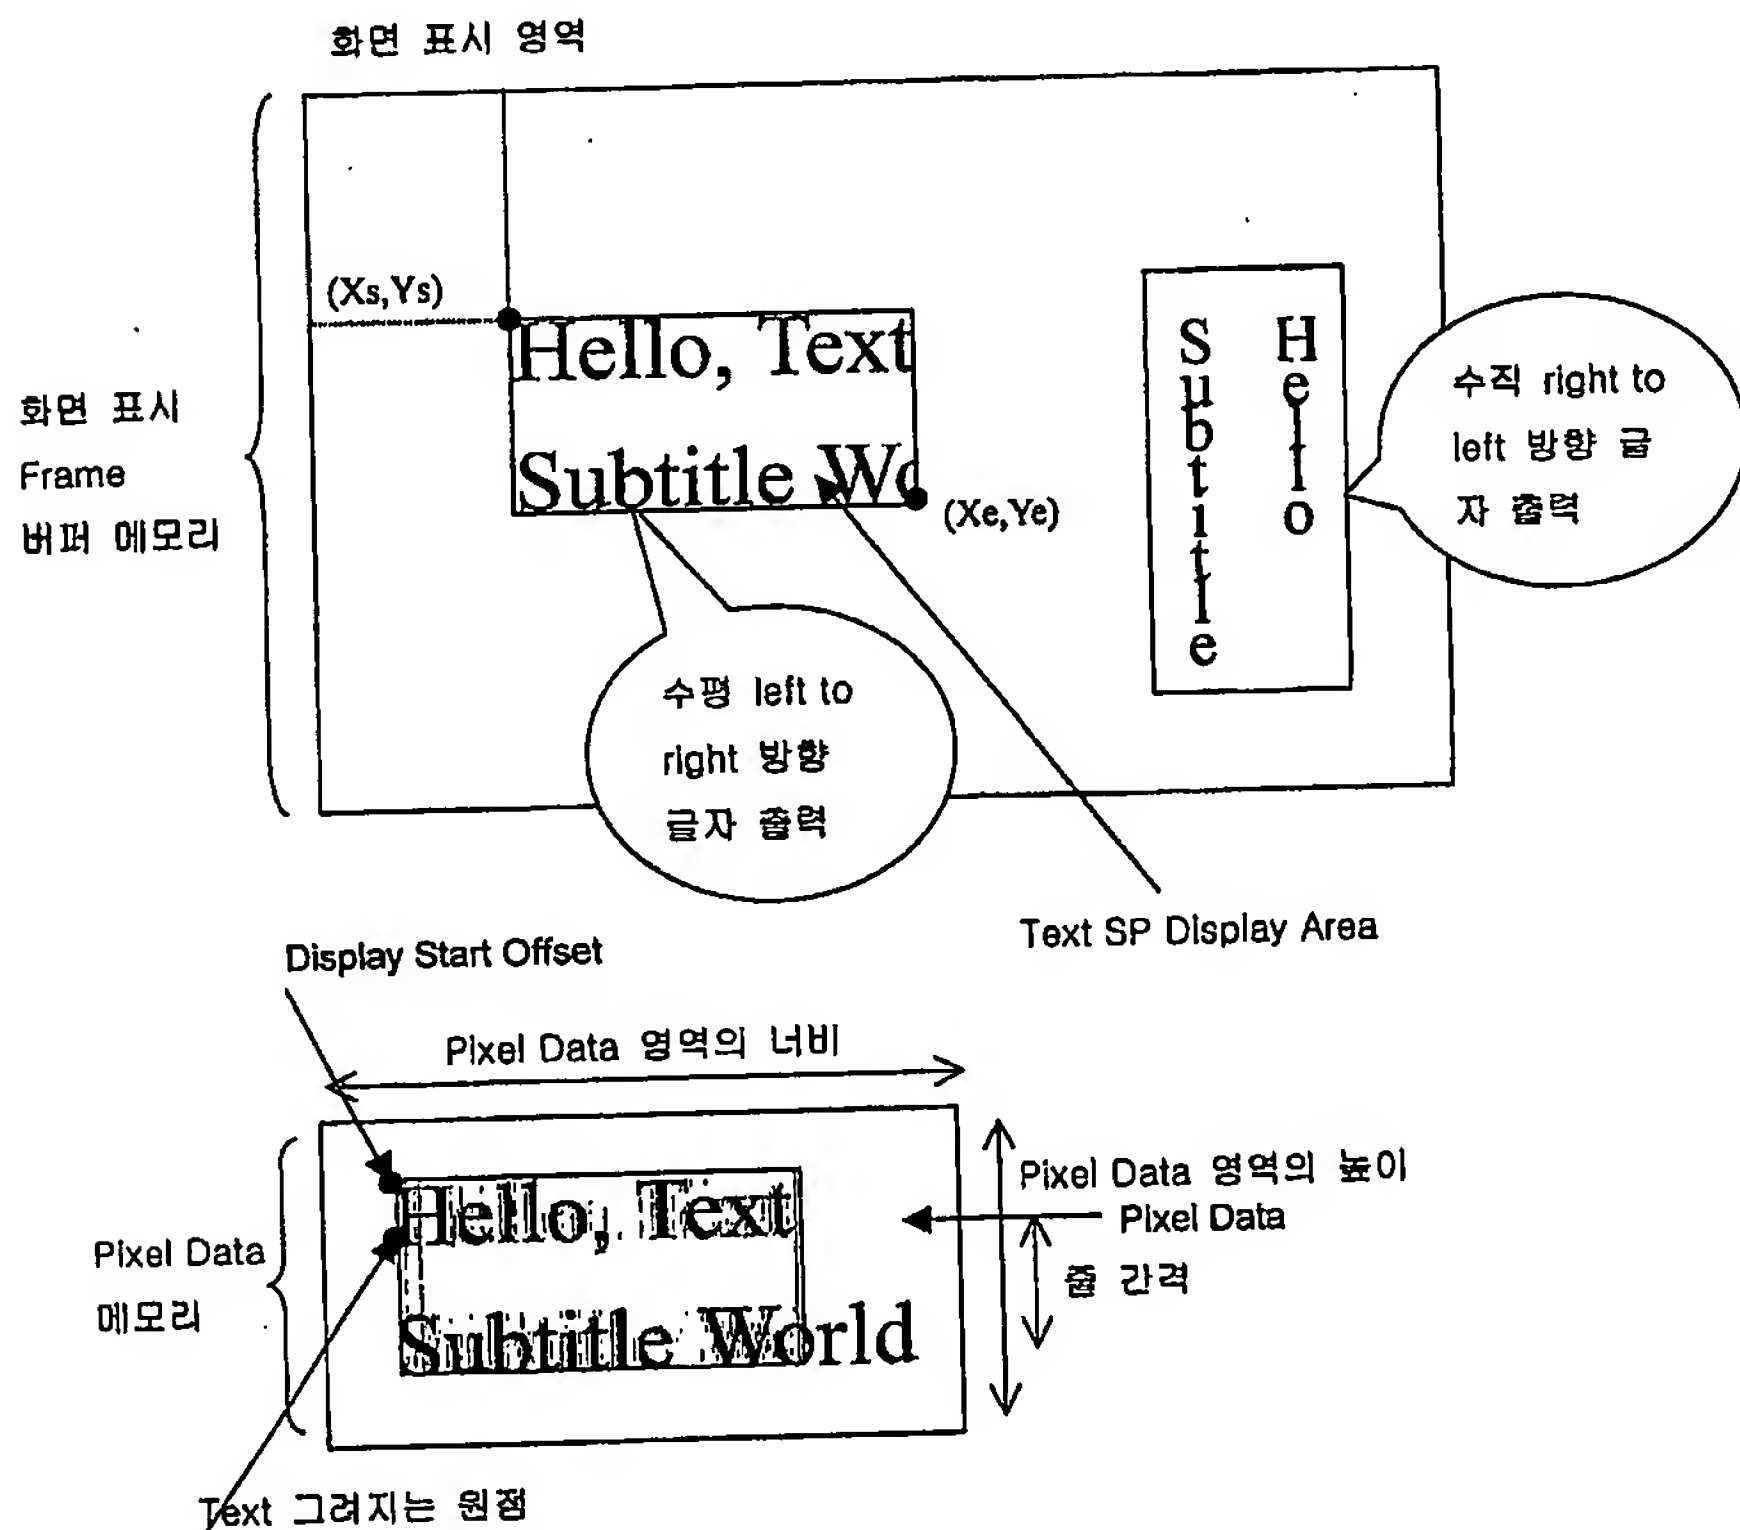 화면 표시 영역
(Xs,Ys)
Hello, Text
Subtitle Wo
(Xe,Ye)
Hello
Subtitle
수직 right to
left 방향 글
자 출력
화면 표시
Frame
버퍼 메모리
수평 left to
right 방향
글자 출력
Text SP Display Area
Display Start Offset
Pixel Data 영역의 너비
Pixel Data 영역의 높이
Pixel Data
줄 간격
Pixel Data
메모리
Hello, Text
Subtitle World
Text 그려지는 원점